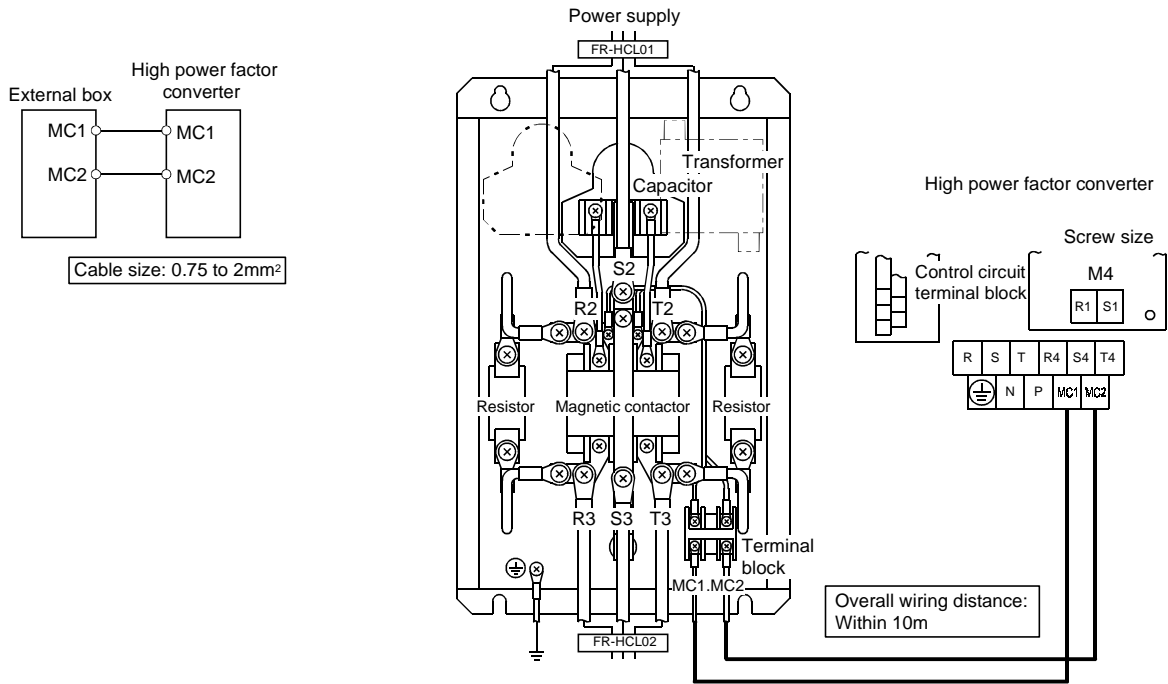 Power supply
FR-HCL01
High power factor
converter
External box
MC1
MC1
MC2
MC2
Cable size: 0.75 to 2mm²
Transformer
Capacitor
S2
R2
T2
Resistor
Magnetic contactor
Resistor
R3
S3
T3
Terminal
block
MC1.MC2
FR-HCL02
High power factor converter
Screw size
Control circuit
terminal block
M4
R1 S1
R S T R4 S4 T4
N P MC1 MC2
Overall wiring distance:
Within 10m